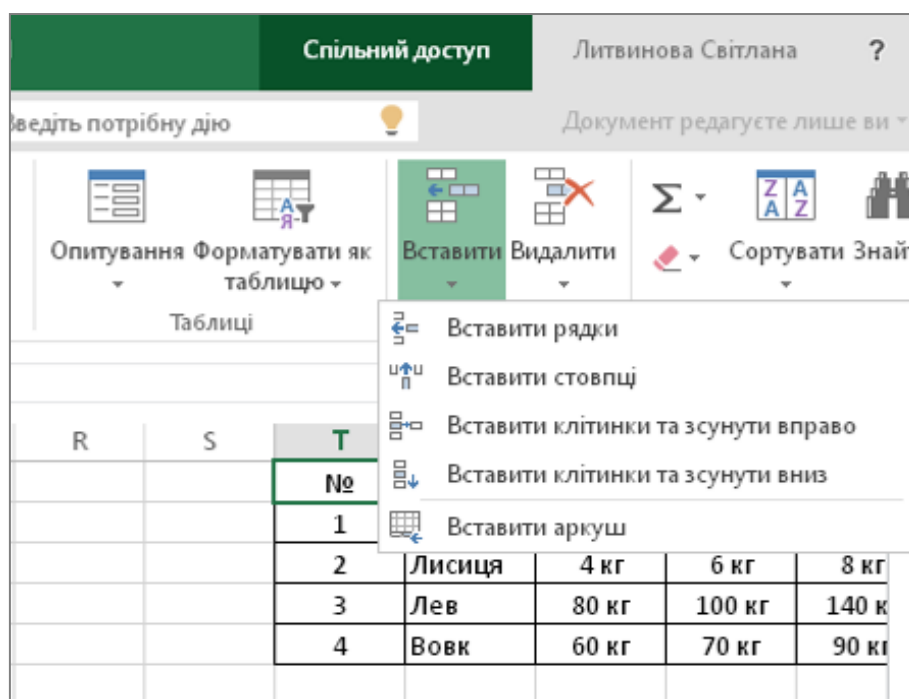 Спільний доступ Литвинова Світлана ?
Введіть потрібну дію Документ редагуєте лише ви
Опитування Форматувати як таблицю Вставити Видалити Σ Z A A Z Сортувати
Таблиці
Вставити рядки
Вставити стовпці
Вставити клітинки та зсунути вправо
Вставити клітинки та зсунути вниз
Вставити аркуш
R S T
№
1
2 Лисиця 4 кг 6 кг 8 кг
3 Лев 80 кг 100 кг 140 к
4 Вовк 60 кг 70 кг 90 кг